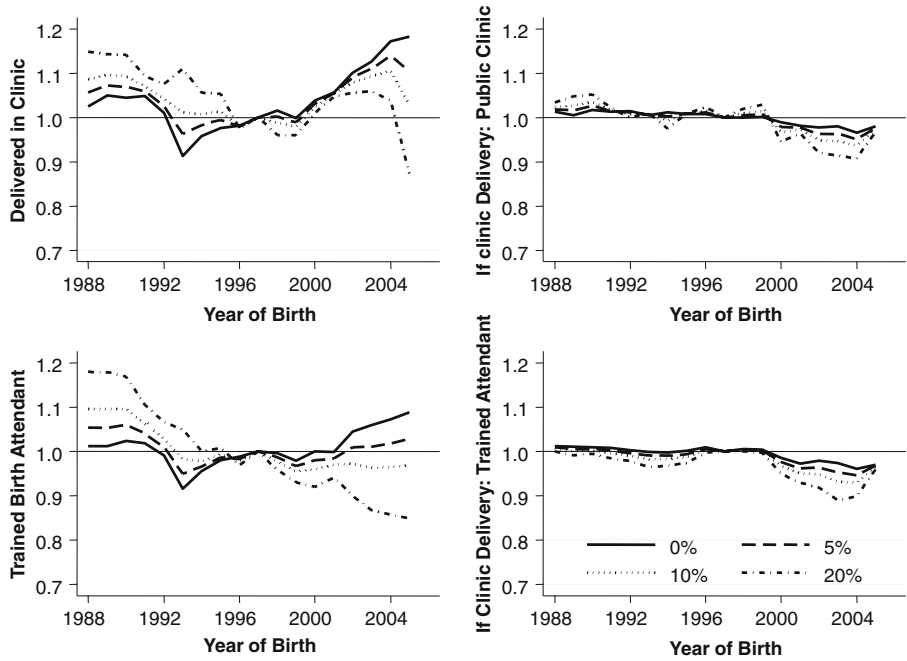 Delivered in Clinic
1.2
1.1
1.0
0.9
0.8
0.7
1988 1992 1996 2000 2004
Year of Birth
If clinic Delivery: Public Clinic
1.2
1.1
1.0
0.9
0.8
0.7
1988 1992 1996 2000 2004
Year of Birth
Trained Birth Attendant
1.2
1.1
1.0
0.9
0.8
0.7
1988 1992 1996 2000 2004
Year of Birth
If Clinic Delivery: Trained Attendant
1.2
1.1
1.0
0.9
0.8
0.7
0% 5%
10% 20%
1988 1992 1996 2000 2004
Year of Birth